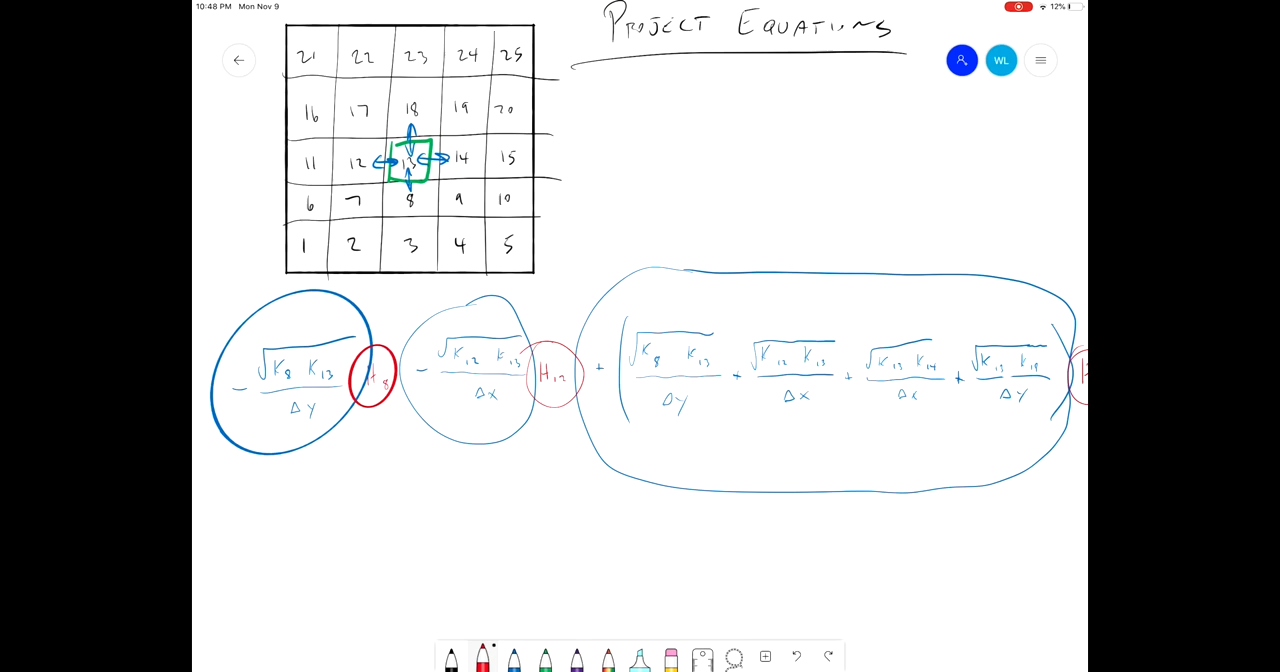 10:48 PM Mon Nov 9
12%
PROJECT EQUATIONS
WL
21 22 23 24 25
16 17 18 19 20
11 12 13 14 15
6 7 8 9 10
1 2 3 4 5
- √(K₈ K₁₃) / Δy H₈ - √(K₁₂ K₁₃) / Δx H₁₂ + ( √(K₈ K₁₃) / Δy + √(K₁₂ K₁₃) / Δx + √(K₁₃ K₁₄) / Δx + √(K₁₃ K₁₈) / Δy )